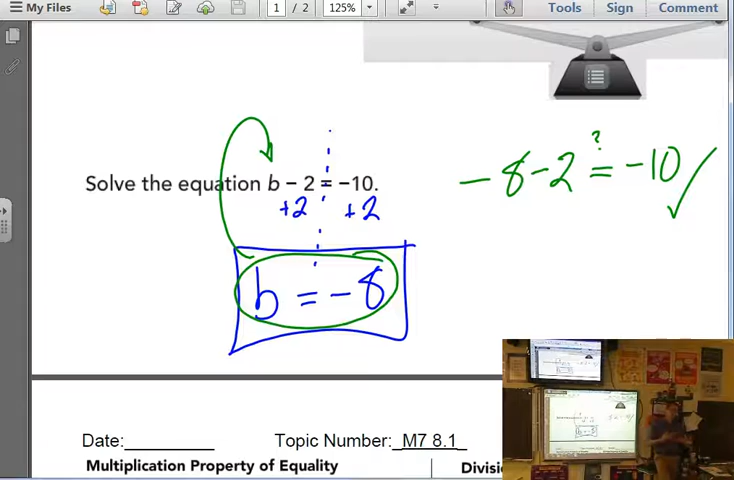 My Files 1 / 2 125% Tools Sign Comment
Solve the equation b − 2 = −10.
+2 +2
b = -8
-8-2 ?= -10 ✓
Date:________ Topic Number: M7 8.1
Multiplication Property of Equality
Divisi